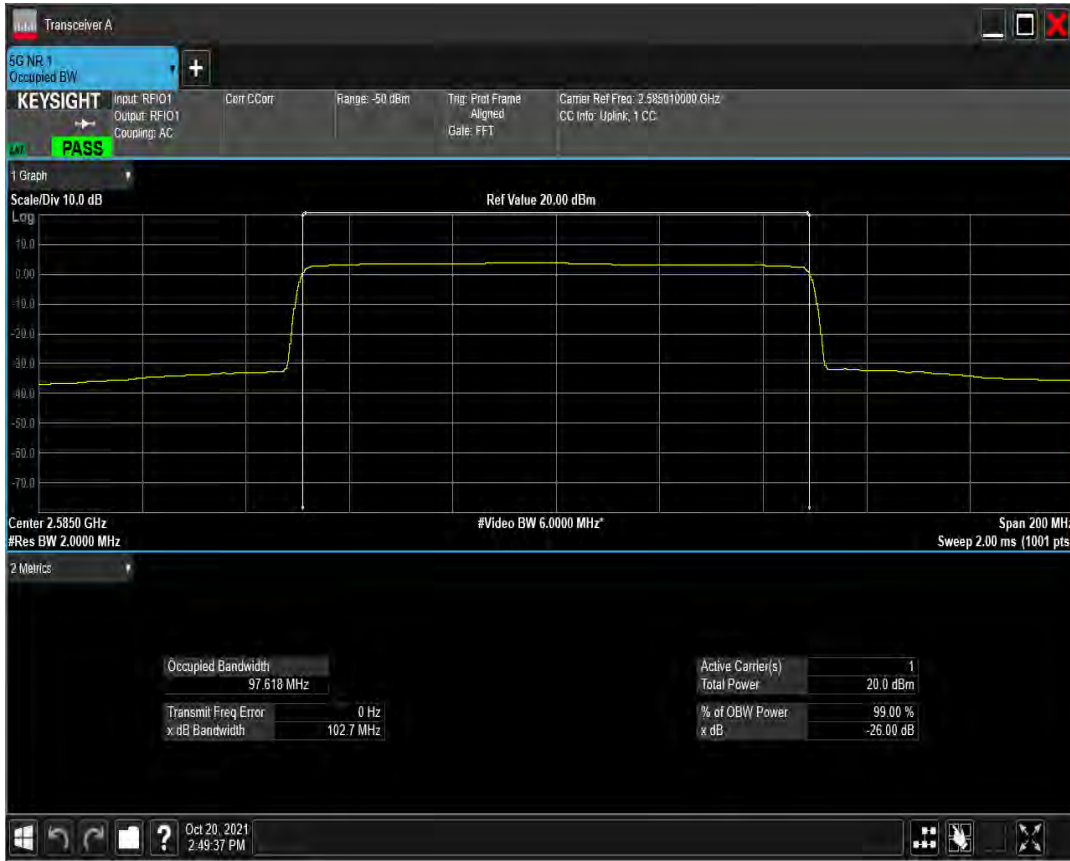 Transceiver A
5G NR 1
Occupied BW
+
KEYSIGHT
PASS
Input: RFIO1
Output: RFIO1
Coupling: AC
Corr CCorr
Range: -50 dBm
Trig: Prot Frame
Aligned
Gate: FFT
Carrier Ref Freq: 2.585010000 GHz
CC Info: Uplink, 1 CC
1 Graph
Scale/Div 10.0 dB
Ref Value 20.00 dBm
Log
10.0
0.00
-10.0
-20.0
-30.0
-40.0
-50.0
-60.0
-70.0
Center 2.5850 GHz
#Video BW 6.0000 MHz*
Span 200 MHz
#Res BW 2.0000 MHz
Sweep 2.00 ms (1001 pts
2 Metrics
Occupied Bandwidth
97.618 MHz
Transmit Freq Error 0 Hz
x dB Bandwidth 102.7 MHz
Active Carrier(s) 1
Total Power 20.0 dBm
% of OBW Power 99.00 %
x dB -26.00 dB
?
Oct 20, 2021
2:49:37 PM